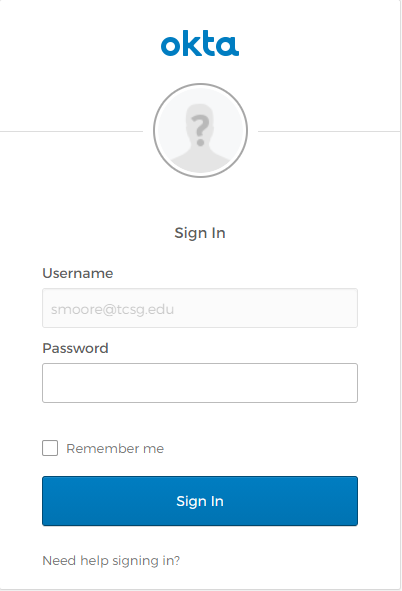 okta
?
Sign In
Username
smoore@tcsg.edu
Password
Remember me
Sign In
Need help signing in?